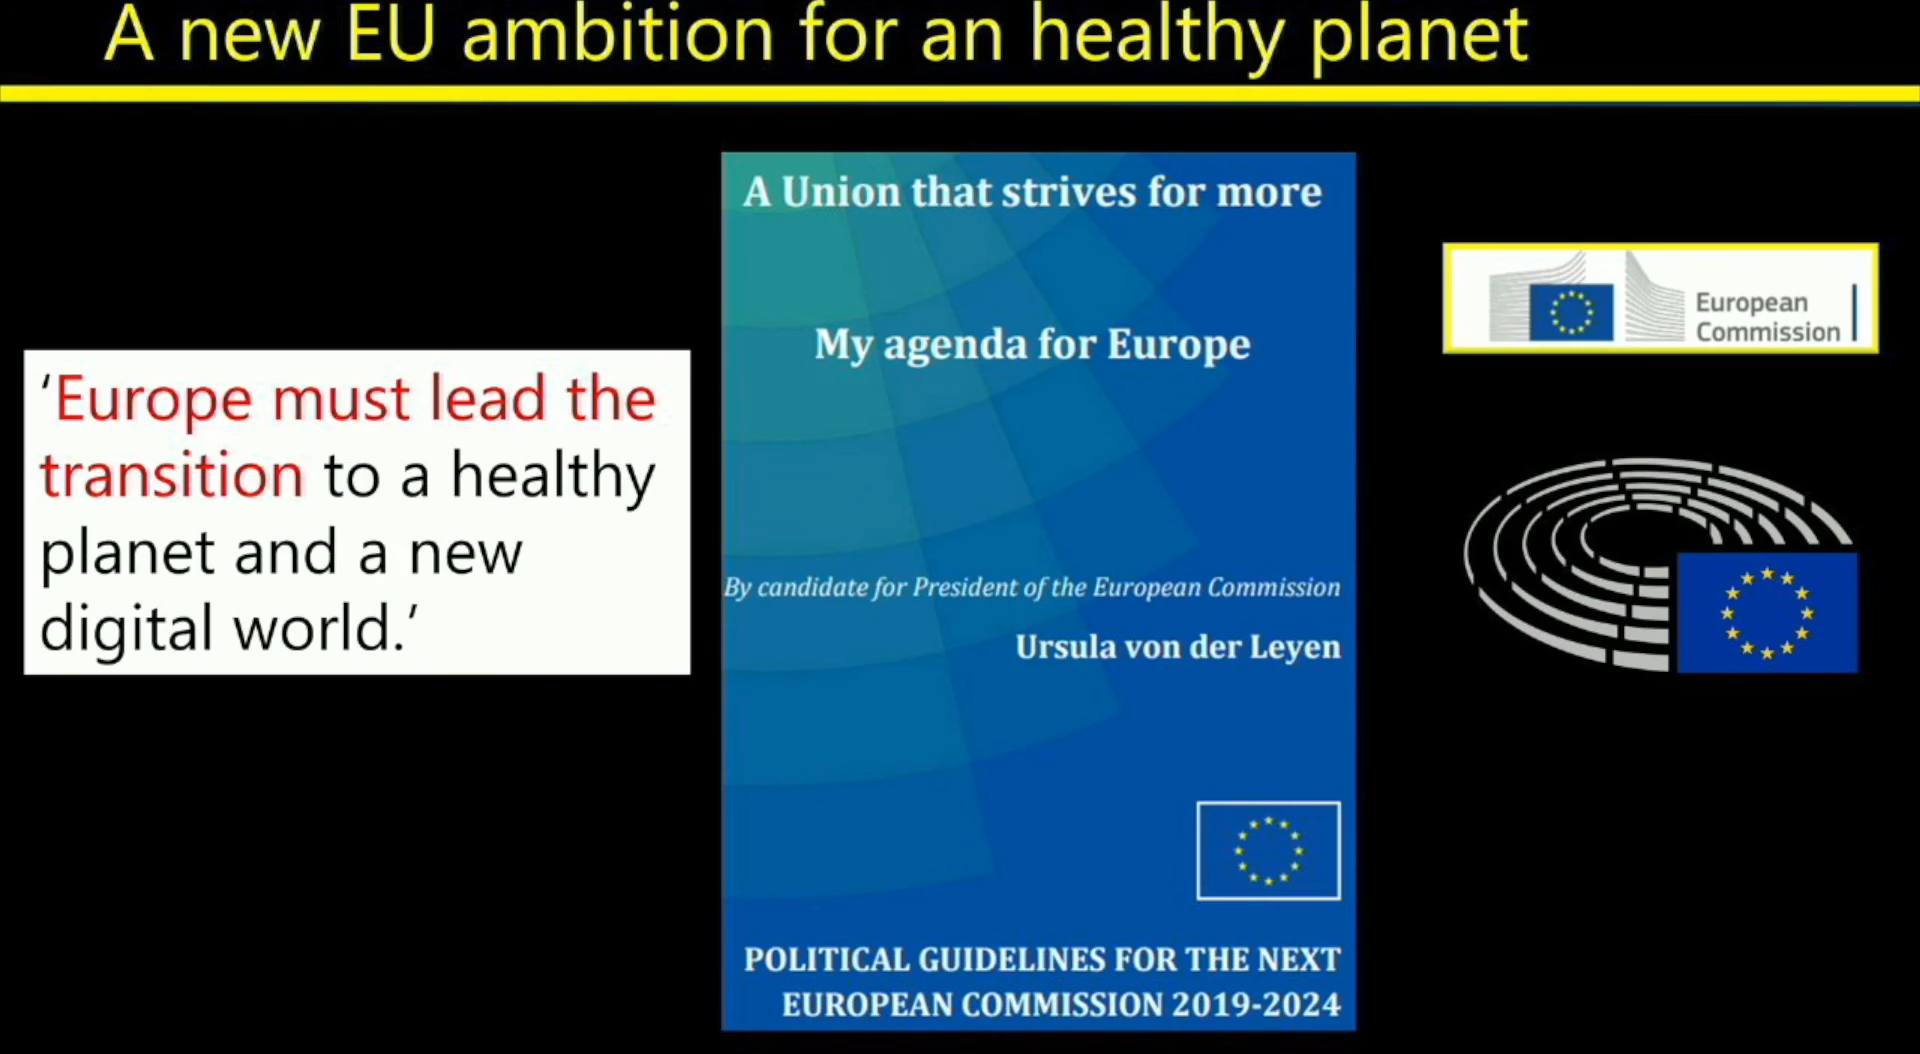 A new EU ambition for an healthy planet
‘Europe must lead the
transition to a healthy
planet and a new
digital world.’
A Union that strives for more
My agenda for Europe
By candidate for President of the European Commission
Ursula von der Leyen
POLITICAL GUIDELINES FOR THE NEXT
EUROPEAN COMMISSION 2019-2024
European
Commission